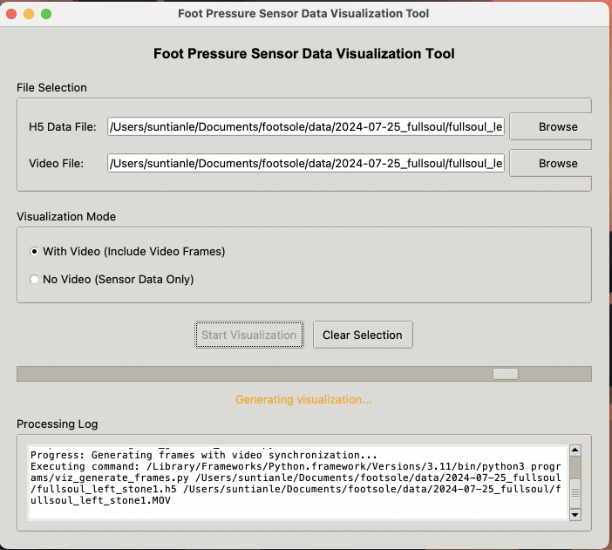 Foot Pressure Sensor Data Visualization Tool
Foot Pressure Sensor Data Visualization Tool
File Selection
H5 Data File: /Users/suntianle/Documents/footsole/data/2024-07-25_fullsoul/fullsoul_le Browse
Video File: /Users/suntianle/Documents/footsole/data/2024-07-25_fullsoul/fullsoul_le Browse
Visualization Mode
With Video (Include Video Frames)
No Video (Sensor Data Only)
Start Visualization Clear Selection
Generating visualization...
Processing Log
Progress: Generating frames with video synchronization...
Executing command: /Library/Frameworks/Python.framework/Versions/3.11/bin/python3 progr
ams/viz_generate_frames.py /Users/suntianle/Documents/footsole/data/2024-07-25_fullsoul
/fullsoul_left_stone1.h5 /Users/suntianle/Documents/footsole/data/2024-07-25_fullsoul/f
ullsoul_left_stone1.MOV